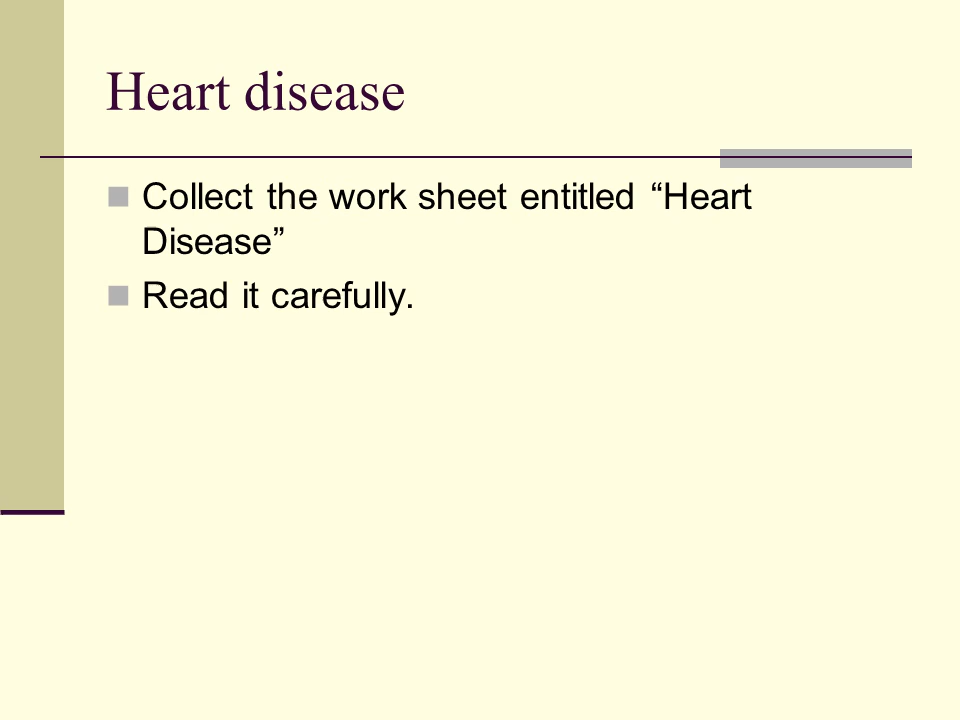 Heart disease
Collect the work sheet entitled “Heart
Disease”
Read it carefully.